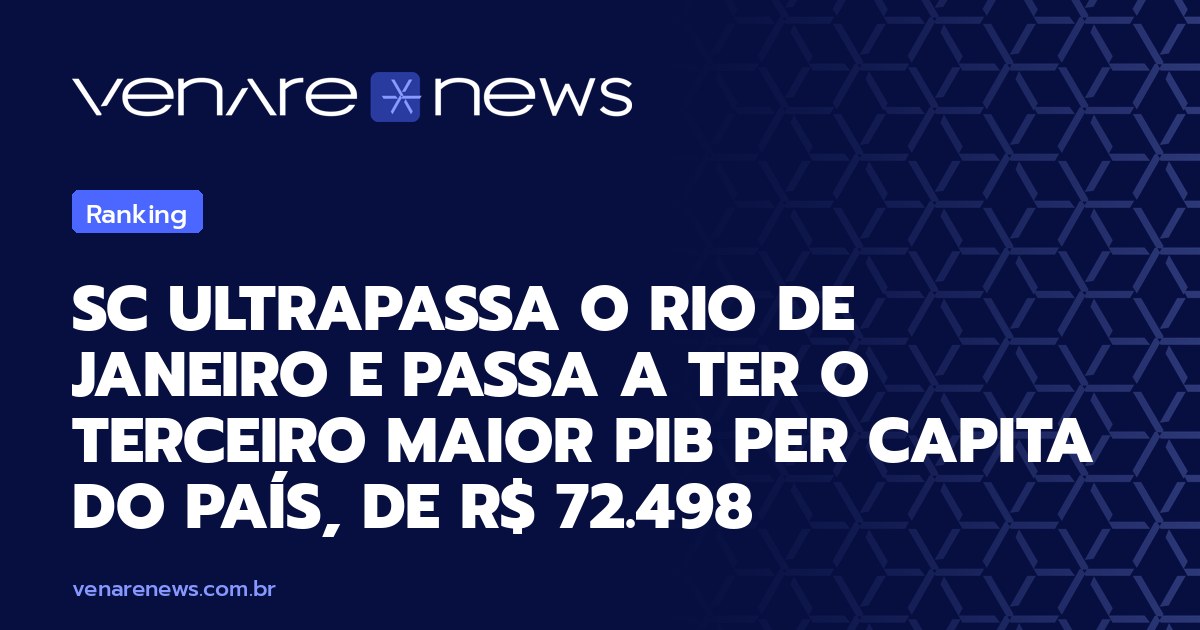 venare news
Ranking
SC ULTRAPASSA O RIO DE
JANEIRO E PASSA A TER O
TERCEIRO MAIOR PIB PER CAPITA
DO PAÍS, DE R$ 72.498
venarenews.com.br